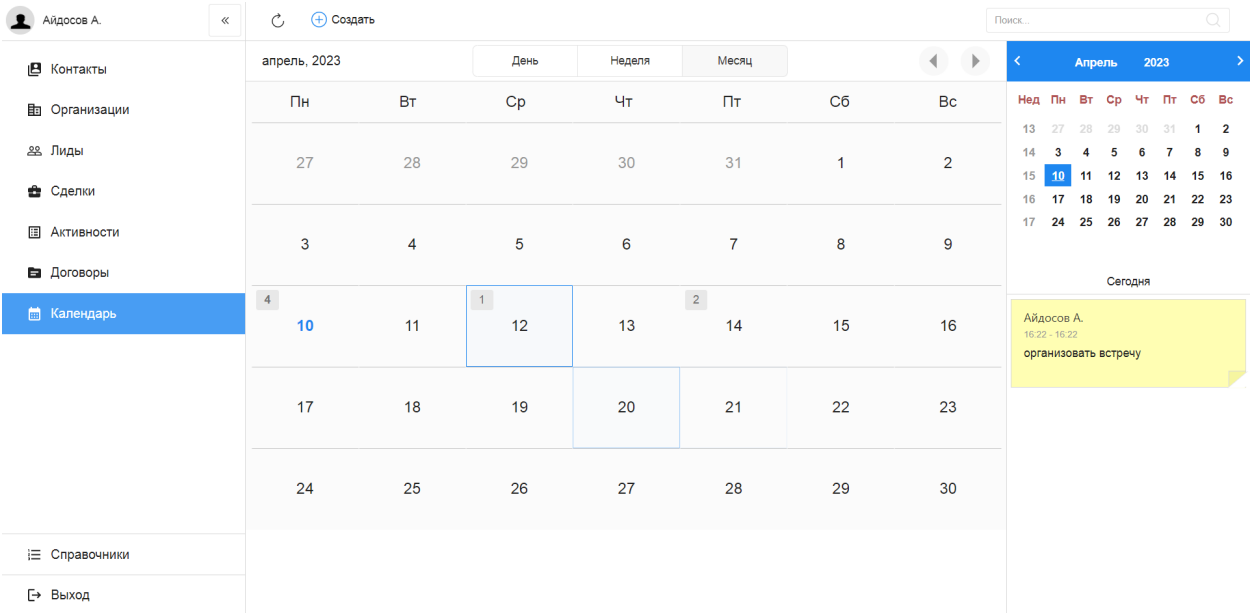 Айдосов А.
«
Создать
Поиск...
Контакты
Организации
Лиды
Сделки
Активности
Договоры
Календарь
Справочники
Выход
апрель, 2023
День Неделя Месяц
Пн Вт Ср Чт Пт Сб Вс
27 28 29 30 31 1 2
3 4 5 6 7 8 9
4 1 2
10 11 12 13 14 15 16
17 18 19 20 21 22 23
24 25 26 27 28 29 30
Апрель 2023
Нед Пн Вт Ср Чт Пт Сб Вс
13 27 28 29 30 31 1 2
14 3 4 5 6 7 8 9
15 10 11 12 13 14 15 16
16 17 18 19 20 21 22 23
17 24 25 26 27 28 29 30
Сегодня
Айдосов А.
16:22 - 16:22
организовать встречу